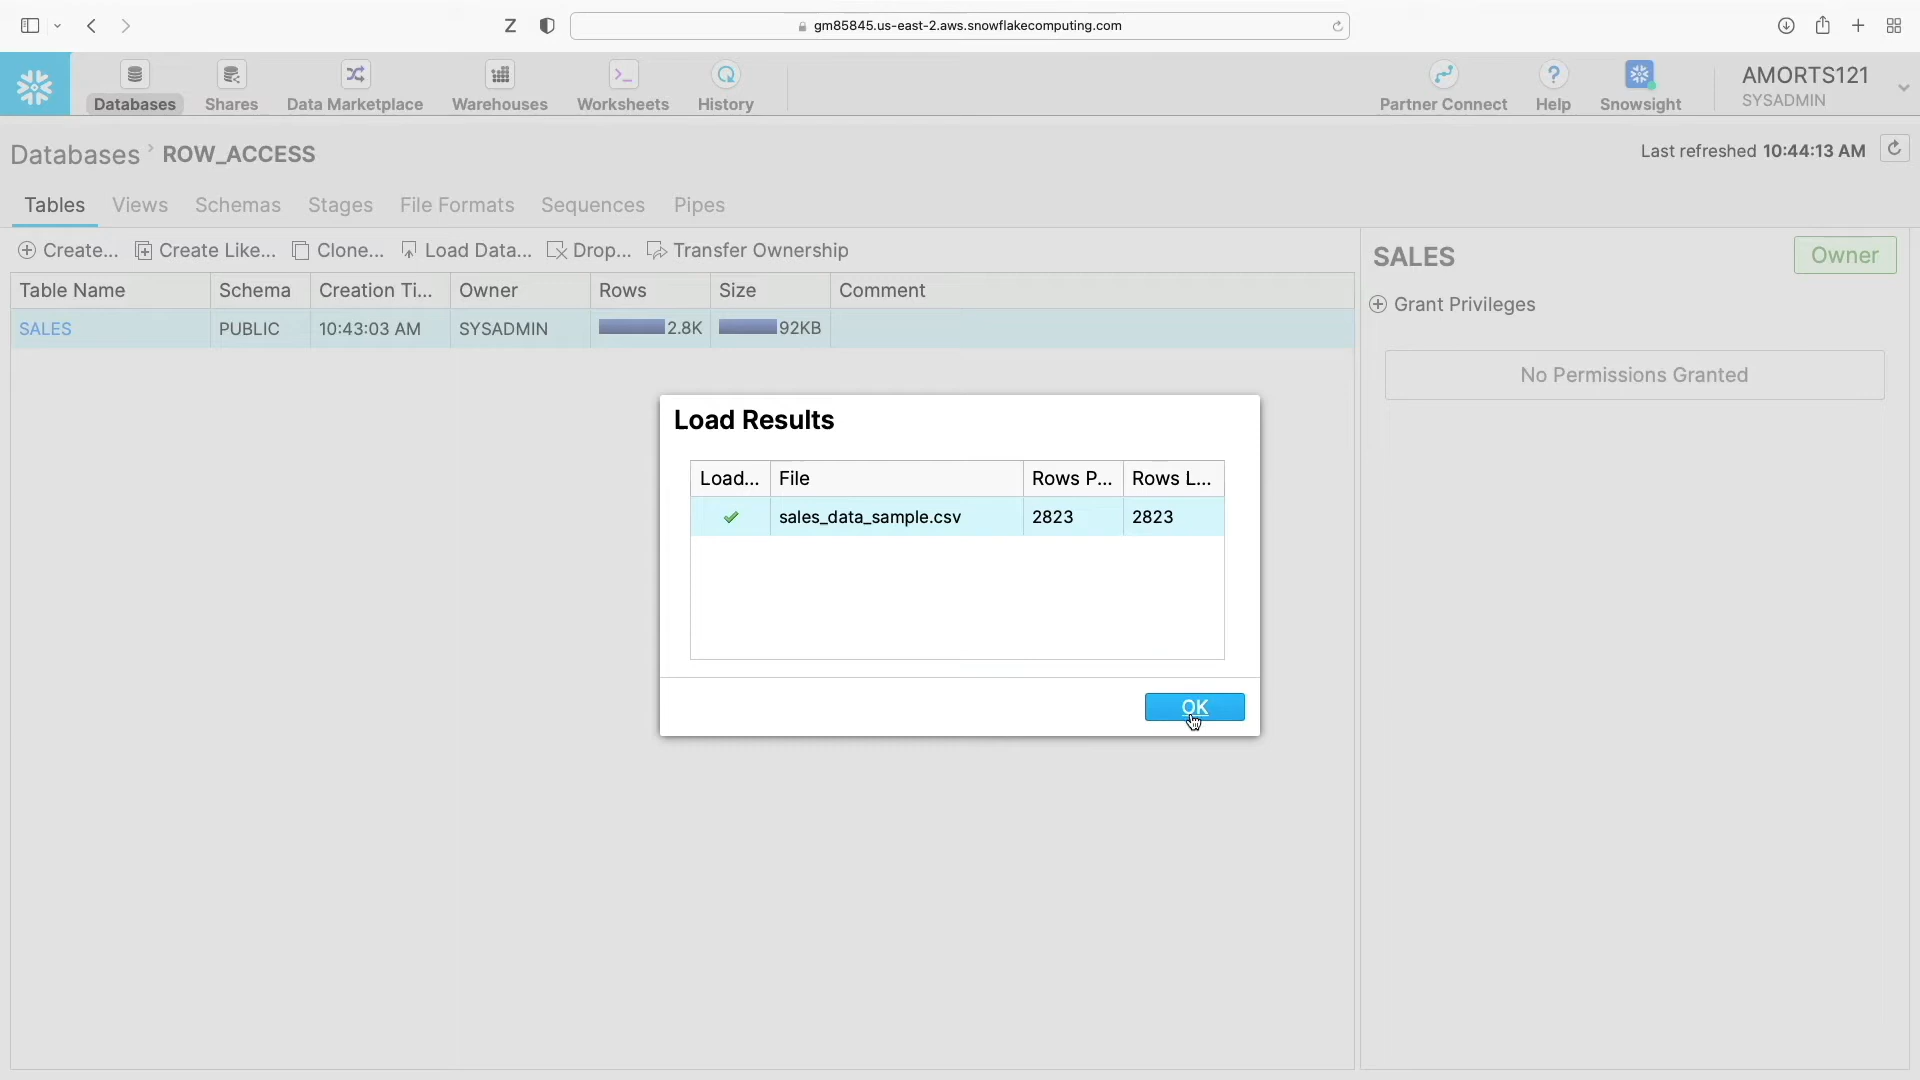 Z
gm85845.us-east-2.aws.snowflakecomputing.com
Databases
Shares
Data Marketplace
Warehouses
Worksheets
History
Partner Connect
Help
Snowsight
AMORTS121
SYSADMIN
Databases › ROW_ACCESS
Last refreshed 10:44:13 AM
Tables Views Schemas Stages File Formats Sequences Pipes
Create... Create Like... Clone... Load Data... Drop... Transfer Ownership
SALES
Owner
Table Name Schema Creation Ti... Owner Rows Size Comment
SALES PUBLIC 10:43:03 AM SYSADMIN 2.8K 92KB
Grant Privileges
No Permissions Granted
Load Results
Load... File Rows P... Rows L...
sales_data_sample.csv 2823 2823
OK